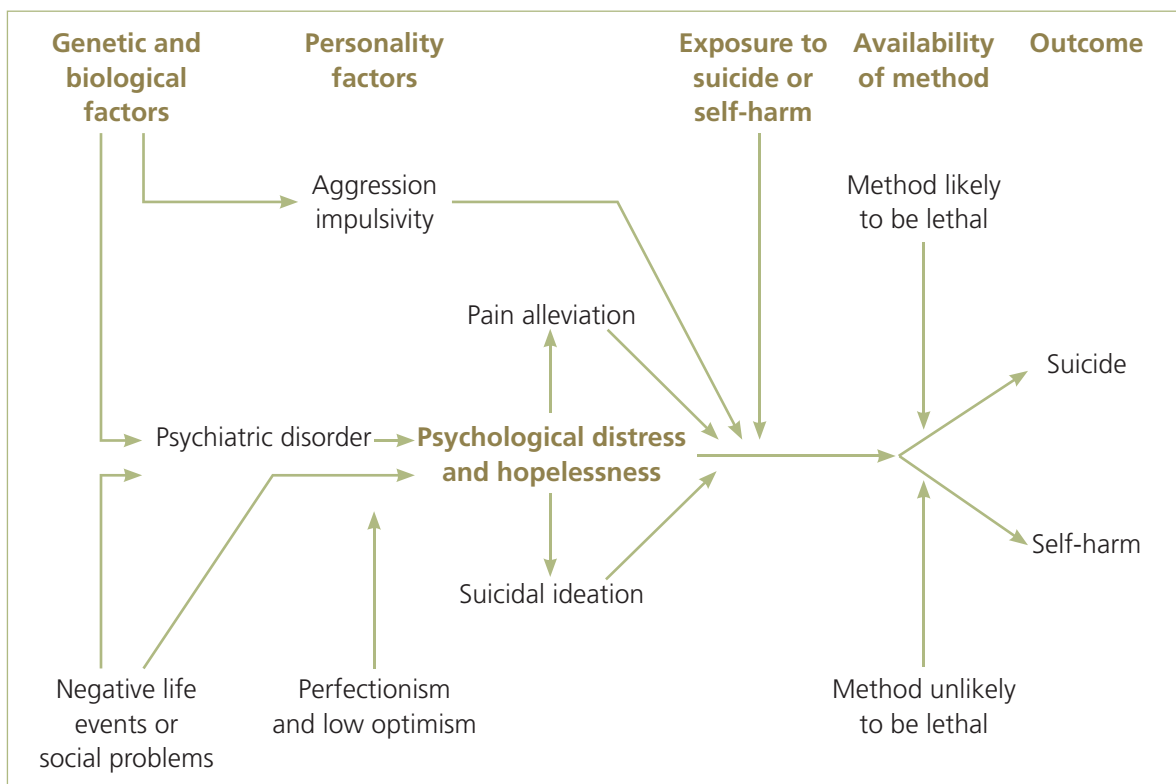 Genetic and
biological
factors
Personality
factors
Exposure to
suicide or
self-harm
Availability
of method
Outcome
Aggression
impulsivity
Method likely
to be lethal
Pain alleviation
Suicide
Psychiatric disorder
Psychological distress
and hopelessness
Self-harm
Suicidal ideation
Negative life
events or
social problems
Perfectionism
and low optimism
Method unlikely
to be lethal